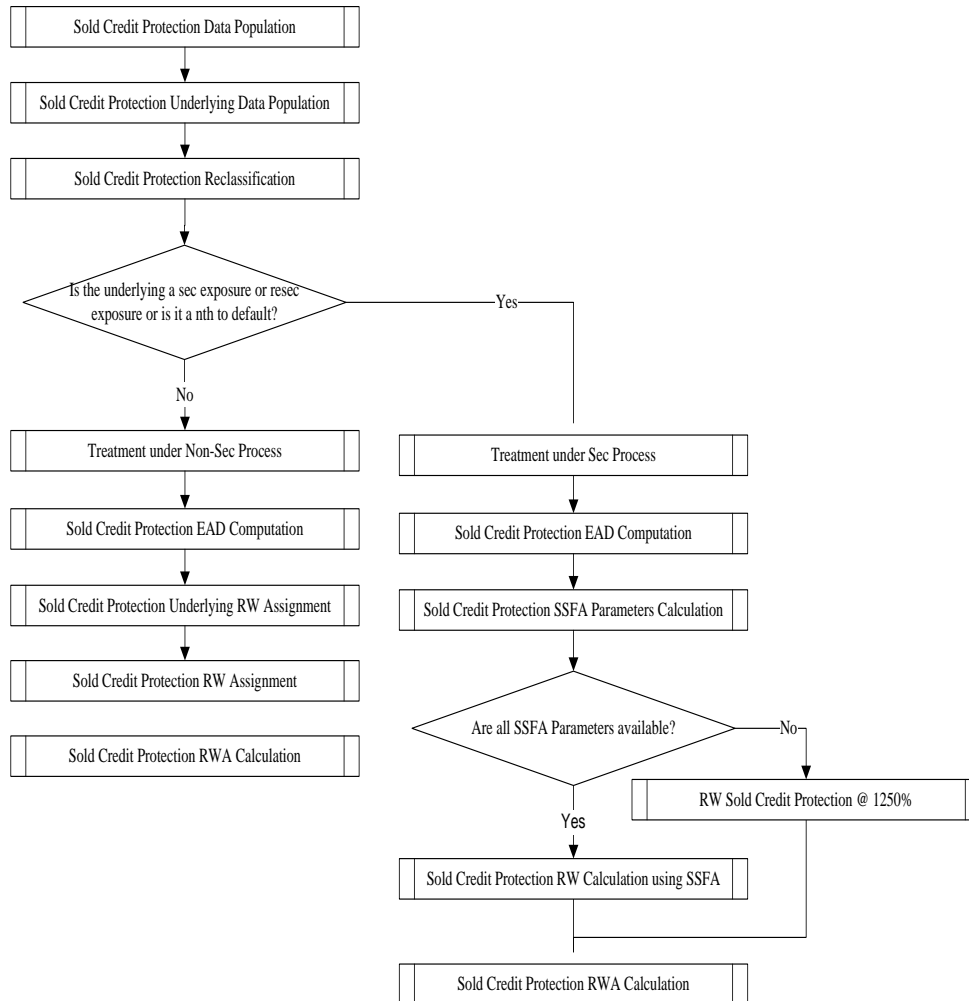 Sold Credit Protection Data Population
Sold Credit Protection Underlying Data Population
Sold Credit Protection Reclassification
Is the underlying a sec exposure or resec
exposure or is it a nth to default?
Yes
No
Treatment under Non-Sec Process
Sold Credit Protection EAD Computation
Sold Credit Protection Underlying RW Assignment
Sold Credit Protection RW Assignment
Sold Credit Protection RWA Calculation
Treatment under Sec Process
Sold Credit Protection EAD Computation
Sold Credit Protection SSFA Parameters Calculation
Are all SSFA Parameters available?
No
RW Sold Credit Protection @ 1250%
Yes
Sold Credit Protection RW Calculation using SSFA
Sold Credit Protection RWA Calculation